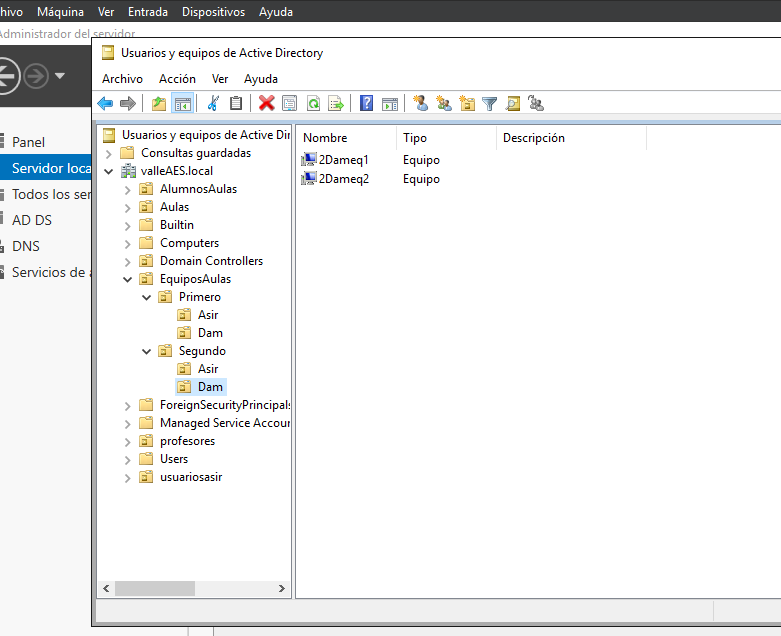 hivo Máquina Ver Entrada Dispositivos Ayuda
Administrador del servidor
Usuarios y equipos de Active Directory
Archivo Acción Ver Ayuda
Panel
Servidor loca
Todos los ser
AD DS
DNS
Servicios de a
Usuarios y equipos de Active Dir
Consultas guardadas
valleAES.local
AlumnosAulas
Aulas
Builtin
Computers
Domain Controllers
EquiposAulas
Primero
Asir
Dam
Segundo
Asir
Dam
ForeignSecurityPrincipals
Managed Service Accour
profesores
Users
usuariosasir
Nombre Tipo Descripción
2Dameq1 Equipo
2Dameq2 Equipo